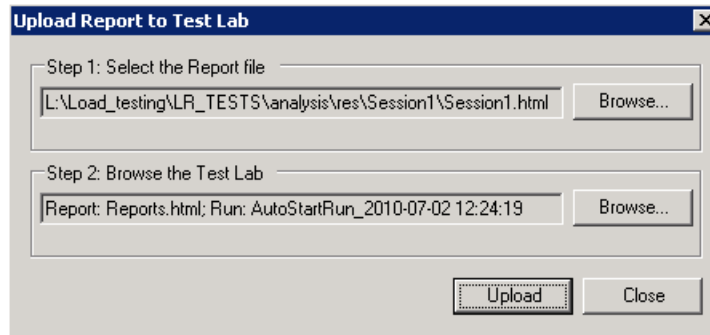 Upload Report to Test Lab
Step 1: Select the Report file
L:\Load_testing\LR_TESTS\analysis\res\Session1\Session1.html
Browse...
Step 2: Browse the Test Lab
Report: Reports.html; Run: AutoStartRun_2010-07-02 12:24:19
Browse...
Upload
Close